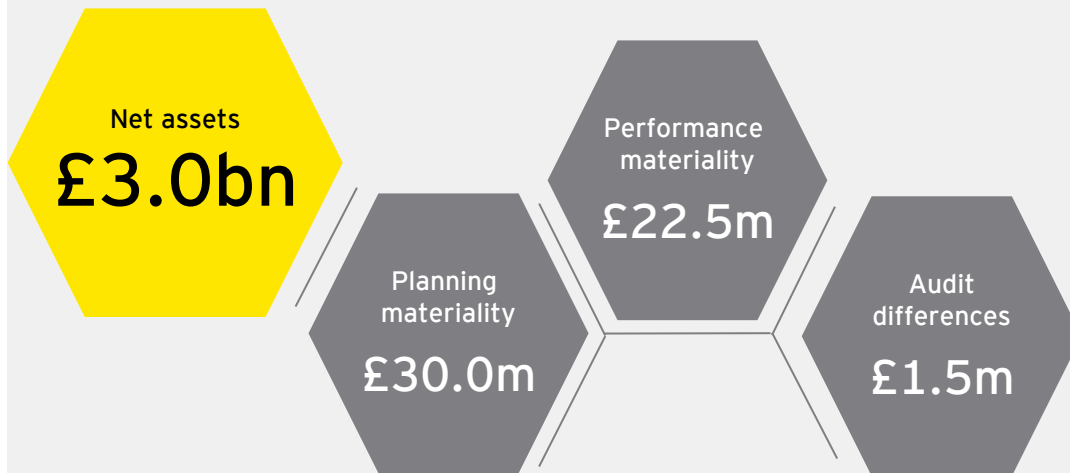 Net assets
£3.0bn
Planning
materiality
£30.0m
Performance
materiality
£22.5m
Audit
differences
£1.5m